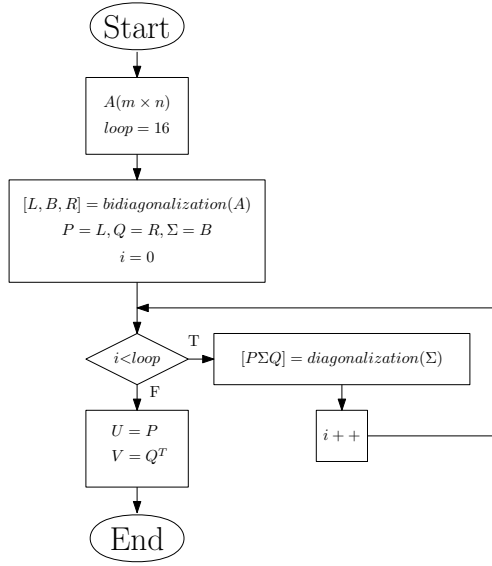 Start
A(m × n)
loop = 16
[L, B, R] = bidiagonalization(A)
P = L, Q = R, Σ = B
i = 0
i<loop
T
[PΣQ] = diagonalization(Σ)
F
i + +
U = P
V = Q^T
End